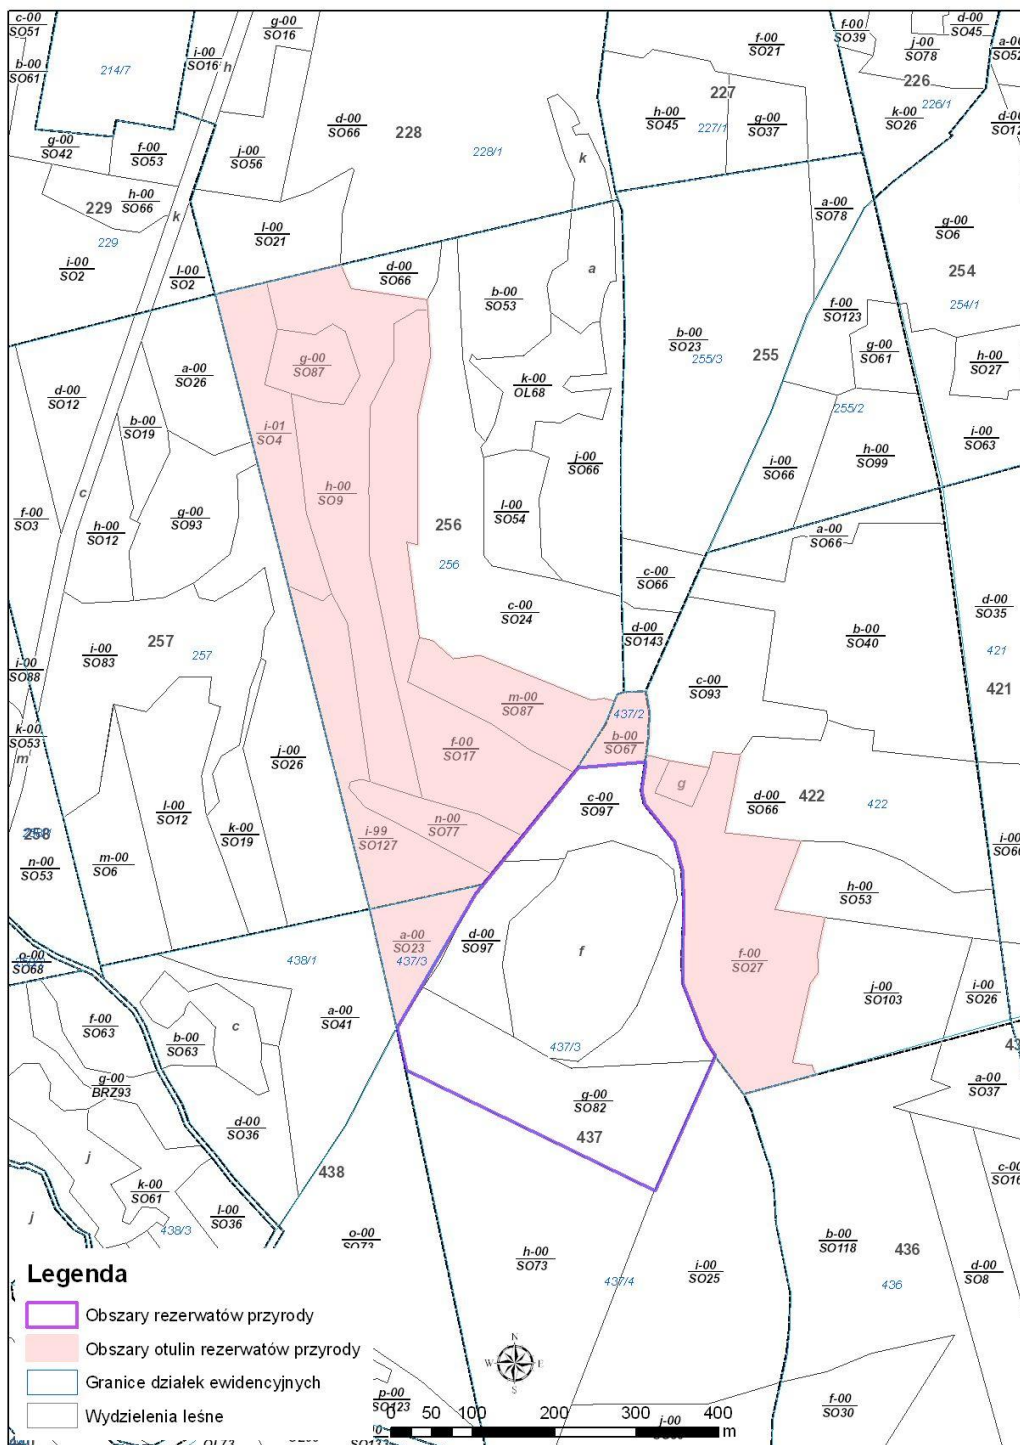 c-00
SO51
g-00
SO16
f-00
SO21
f-00
SO39
d-00
SO45
j-00
SO78
a-00
SO52
b-00
SO61
214/7
i-00
SO16
h
226
226/1
227
h-00
SO45
227/1
g-00
SO37
k-00
SO26
d-00
SO12
d-00
SO66
228
228/1
g-00
SO42
f-00
SO53
j-00
SO56
k
h-00
SO66
229
229
k
l-00
SO21
i-00
SO2
l-00
SO2
a-00
SO78
g-00
SO6
254
254/1
d-00
SO66
a
b-00
SO53
f-00
SO123
b-00
SO23
255/3
255
g-00
SO61
h-00
SO27
a-00
SO26
g-00
SO87
d-00
SO12
k-00
OL68
b-00
SO19
i-01
SO4
255/2
i-00
SO63
h-00
SO99
j-00
SO66
i-00
SO66
h-00
SO9
c
f-00
SO3
h-00
SO12
g-00
SO93
l-00
SO54
256
256
a-00
SO66
c-00
SO66
c-00
SO24
d-00
SO143
d-00
SO35
421
421
b-00
SO40
257
257
i-00
SO83
i-00
SO88
c-00
SO93
m-00
SO87
437/2
b-00
SO67
k-00
SO53
m
j-00
SO26
f-00
SO17
g
d-00
SO66
422
422
c-00
SO97
l-00
SO12
k-00
SO19
258
n-00
SO53
m-00
SO6
i-99
SO127
n-00
SO77
i-00
SO66
h-00
SO53
a-00
SO23
437/3
d-00
SO97
f
f-00
SO27
o-00
SO68
438/1
j-00
SO103
i-00
SO26
a-00
SO41
f-00
SO63
b-00
SO63
c
437/3
g-00
BRZ93
g-00
SO82
437
a-00
SO37
d-00
SO36
j
k-00
SO61
438
c-00
SO16
j
l-00
SO36
438/3
o-00
SO73
h-00
SO73
437/4
i-00
SO25
b-00
SO118
436
436
d-00
SO8
Legenda
Obszary rezerwatów przyrody
Obszary otulin rezerwatów przyrody
Granice działek ewidencyjnych
Wydzielenia leśne
N
W E
S
p-00
SO123
f-00
SO30
0 50 100 200 300 400
m